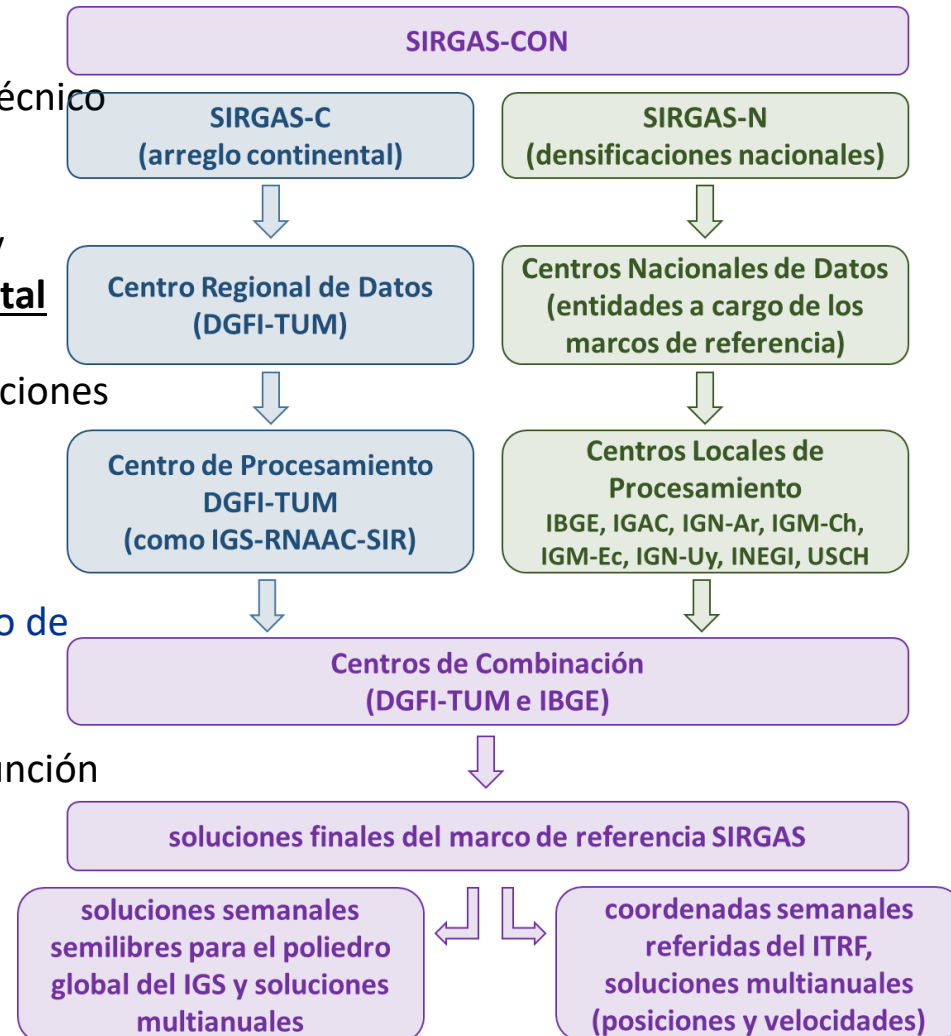 SIRGAS-CON
écnico
SIRGAS-C
(arreglo continental)
SIRGAS-N
(densificaciones nacionales)
y
tal
Centro Regional de Datos
(DGFI-TUM)
Centros Nacionales de Datos
(entidades a cargo de los
marcos de referencia)
ciones
Centro de Procesamiento
DGFI-TUM
(como IGS-RNAAC-SIR)
Centros Locales de
Procesamiento
IBGE, IGAC, IGN-Ar, IGM-Ch,
IGM-Ec, IGN-Uy, INEGI, USCH
o de
Centros de Combinación
(DGFI-TUM e IBGE)
unción
soluciones finales del marco de referencia SIRGAS
soluciones semanales
semilibres para el poliedro
global del IGS y soluciones
multianuales
coordenadas semanales
referidas del ITRF,
soluciones multianuales
(posiciones y velocidades)